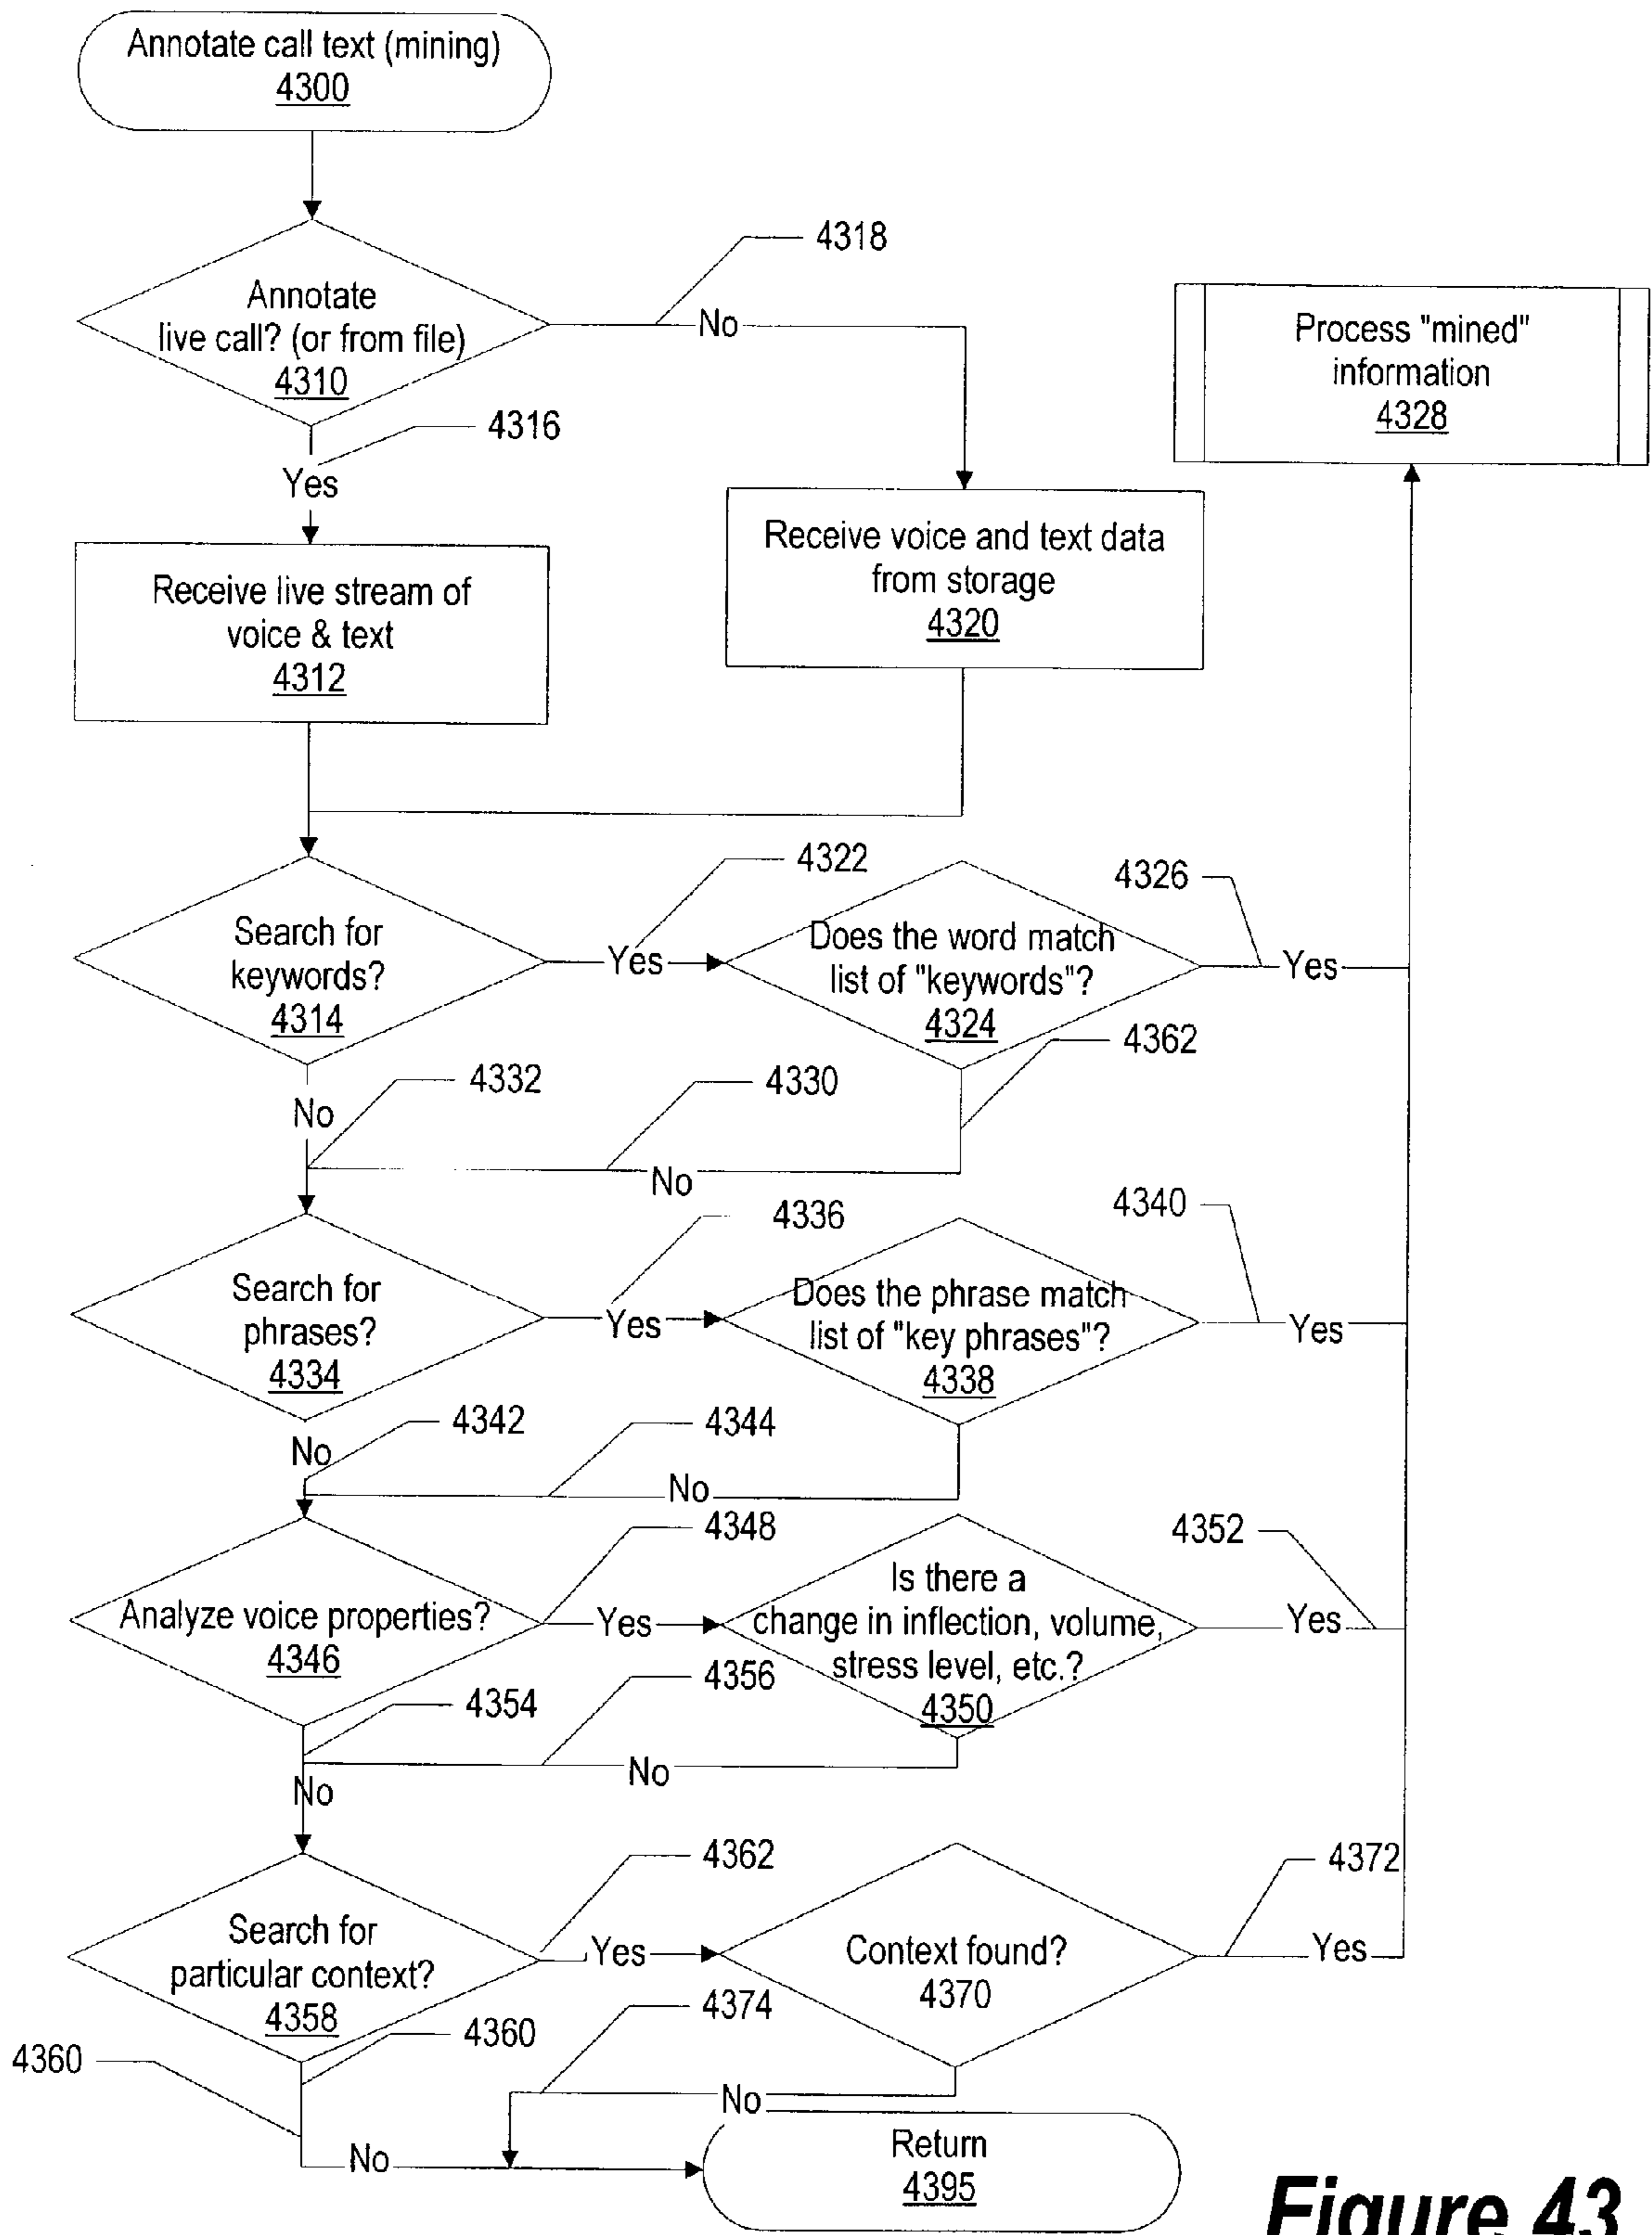 Annotate call text (mining)
4300
4318
Annotate
live call? (or from file)
4310
No
Process "mined"
information
4328
4316
Yes
Receive voice and text data
from storage
4320
Receive live stream of
voice & text
4312
4322
4326
Search for
keywords?
4314
Yes
Does the word match
list of "keywords"?
4324
Yes
4362
4332
4330
No
No
4336
4340
Search for
phrases?
4334
Yes
Does the phrase match
list of "key phrases"?
4338
Yes
4342
4344
No
No
4348
4352
Analyze voice properties?
4346
Yes
Is there a
change in inflection, volume,
stress level, etc.?
4350
Yes
4356
4354
No
No
4362
4372
Search for
particular context?
4358
Yes
Context found?
4370
Yes
4374
4360
4360
No
No
Return
4395
Figure 43